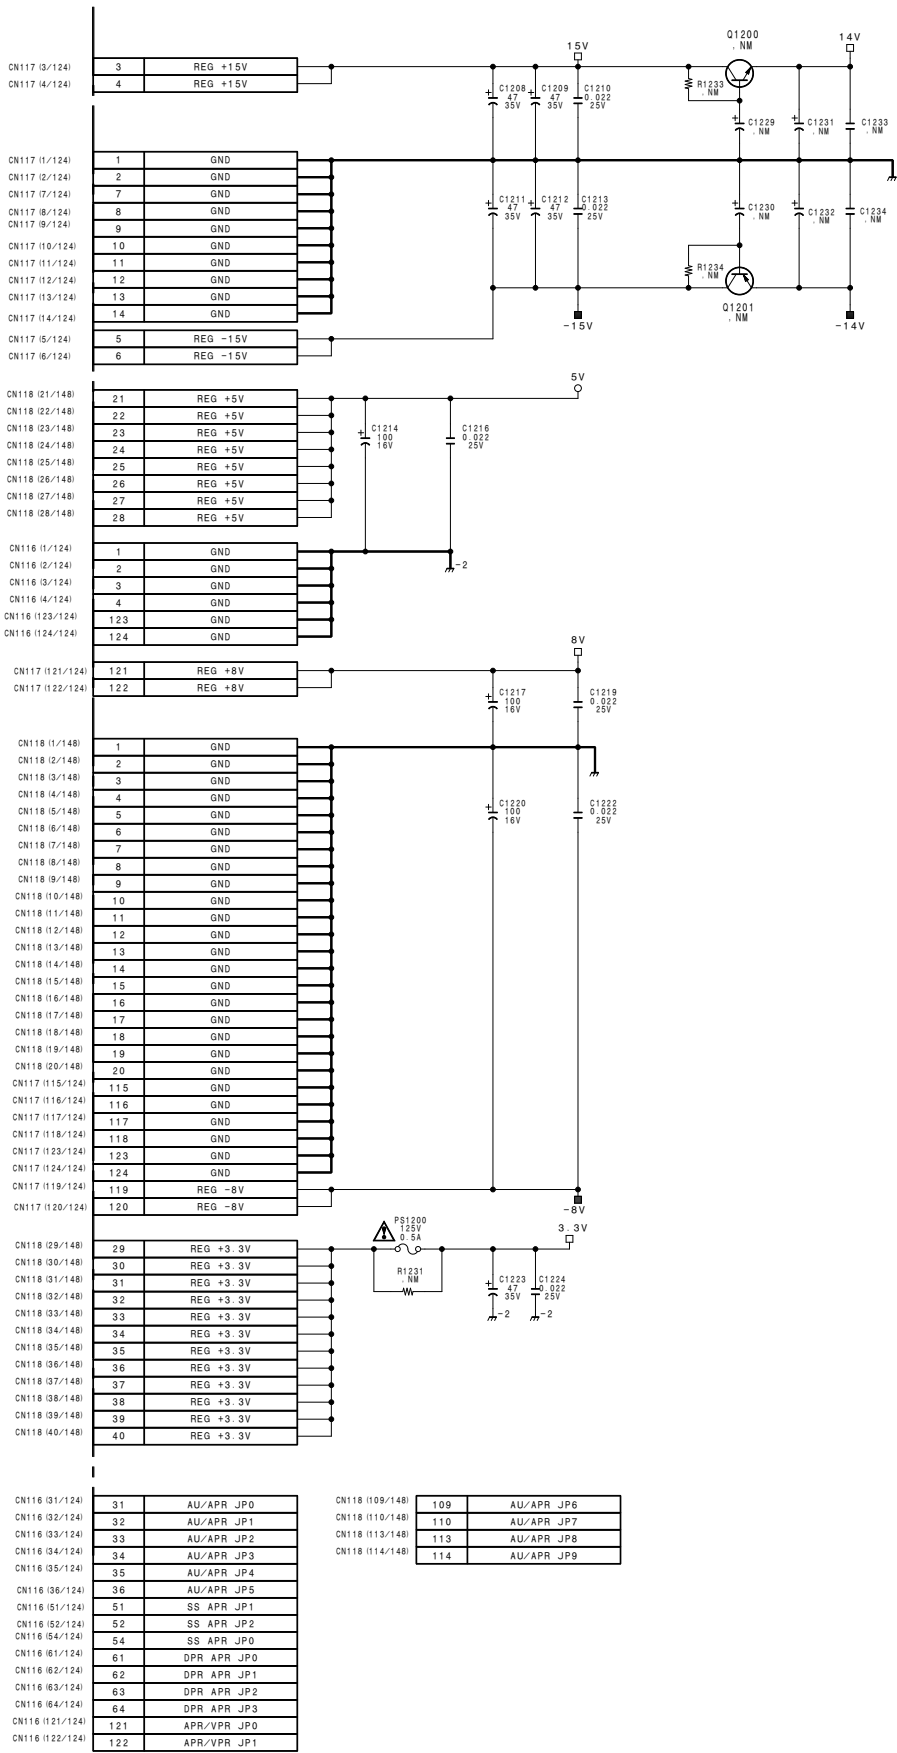 Q1200
. NM
15V
14V
CN117 (3/124) 3 REG +15V
CN117 (4/124) 4 REG +15V
C1208 47 35V
C1209 47 35V
C1210 0.022 25V
R1233 . NM
C1229 . NM
C1231 . NM
C1233 . NM
CN117 (1/124) 1 GND
CN117 (2/124) 2 GND
CN117 (7/124) 7 GND
CN117 (8/124) 8 GND
CN117 (9/124) 9 GND
CN117 (10/124) 10 GND
CN117 (11/124) 11 GND
CN117 (12/124) 12 GND
CN117 (13/124) 13 GND
CN117 (14/124) 14 GND
C1211 47 35V
C1212 47 35V
C1213 0.022 25V
C1230 . NM
C1232 . NM
C1234 . NM
R1234 . NM
Q1201
. NM
-15V
-14V
CN117 (5/124) 5 REG -15V
CN117 (6/124) 6 REG -15V
5V
CN118 (21/148) 21 REG +5V
CN118 (22/148) 22 REG +5V
CN118 (23/148) 23 REG +5V
CN118 (24/148) 24 REG +5V
CN118 (25/148) 25 REG +5V
CN118 (26/148) 26 REG +5V
CN118 (27/148) 27 REG +5V
CN118 (28/148) 28 REG +5V
C1214 100 16V
C1216 0.022 25V
CN116 (1/124) 1 GND
CN116 (2/124) 2 GND
CN116 (3/124) 3 GND
CN116 (4/124) 4 GND
CN116 (123/124) 123 GND
CN116 (124/124) 124 GND
-2
8V
CN117 (121/124) 121 REG +8V
CN117 (122/124) 122 REG +8V
C1217 100 16V
C1219 0.022 25V
CN118 (1/148) 1 GND
CN118 (2/148) 2 GND
CN118 (3/148) 3 GND
CN118 (4/148) 4 GND
CN118 (5/148) 5 GND
CN118 (6/148) 6 GND
CN118 (7/148) 7 GND
CN118 (8/148) 8 GND
CN118 (9/148) 9 GND
CN118 (10/148) 10 GND
CN118 (11/148) 11 GND
CN118 (12/148) 12 GND
CN118 (13/148) 13 GND
CN118 (14/148) 14 GND
CN118 (15/148) 15 GND
CN118 (16/148) 16 GND
CN118 (17/148) 17 GND
CN118 (18/148) 18 GND
CN118 (19/148) 19 GND
CN118 (20/148) 20 GND
CN117 (115/124) 115 GND
CN117 (116/124) 116 GND
CN117 (117/124) 117 GND
CN117 (118/124) 118 GND
CN117 (123/124) 123 GND
CN117 (124/124) 124 GND
CN117 (119/124) 119 REG -8V
CN117 (120/124) 120 REG -8V
C1220 100 16V
C1222 0.022 25V
-8V
PS1200
125V
0.5A
3.3V
CN118 (29/148) 29 REG +3.3V
CN118 (30/148) 30 REG +3.3V
CN118 (31/148) 31 REG +3.3V
CN118 (32/148) 32 REG +3.3V
CN118 (33/148) 33 REG +3.3V
CN118 (34/148) 34 REG +3.3V
CN118 (35/148) 35 REG +3.3V
CN118 (36/148) 36 REG +3.3V
CN118 (37/148) 37 REG +3.3V
CN118 (38/148) 38 REG +3.3V
CN118 (39/148) 39 REG +3.3V
CN118 (40/148) 40 REG +3.3V
R1231
. NM
C1223 47 35V
C1224 0.022 25V
-2
-2
CN116 (31/124) 31 AU/APR JP0
CN116 (32/124) 32 AU/APR JP1
CN116 (33/124) 33 AU/APR JP2
CN116 (34/124) 34 AU/APR JP3
CN116 (35/124) 35 AU/APR JP4
CN116 (36/124) 36 AU/APR JP5
CN116 (51/124) 51 SS APR JP1
CN116 (52/124) 52 SS APR JP2
CN116 (54/124) 54 SS APR JP0
CN116 (61/124) 61 DPR APR JP0
CN116 (62/124) 62 DPR APR JP1
CN116 (63/124) 63 DPR APR JP2
CN116 (64/124) 64 DPR APR JP3
CN116 (121/124) 121 APR/VPR JP0
CN116 (122/124) 122 APR/VPR JP1
CN118 (109/148) 109 AU/APR JP6
CN118 (110/148) 110 AU/APR JP7
CN118 (113/148) 113 AU/APR JP8
CN118 (114/148) 114 AU/APR JP9